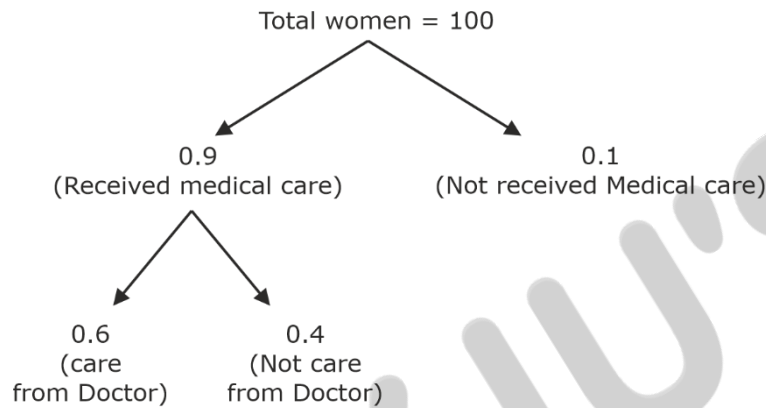 Total women = 100
0.9
(Received medical care)
0.1
(Not received Medical care)
0.6
(care
from Doctor)
0.4
(Not care
from Doctor)